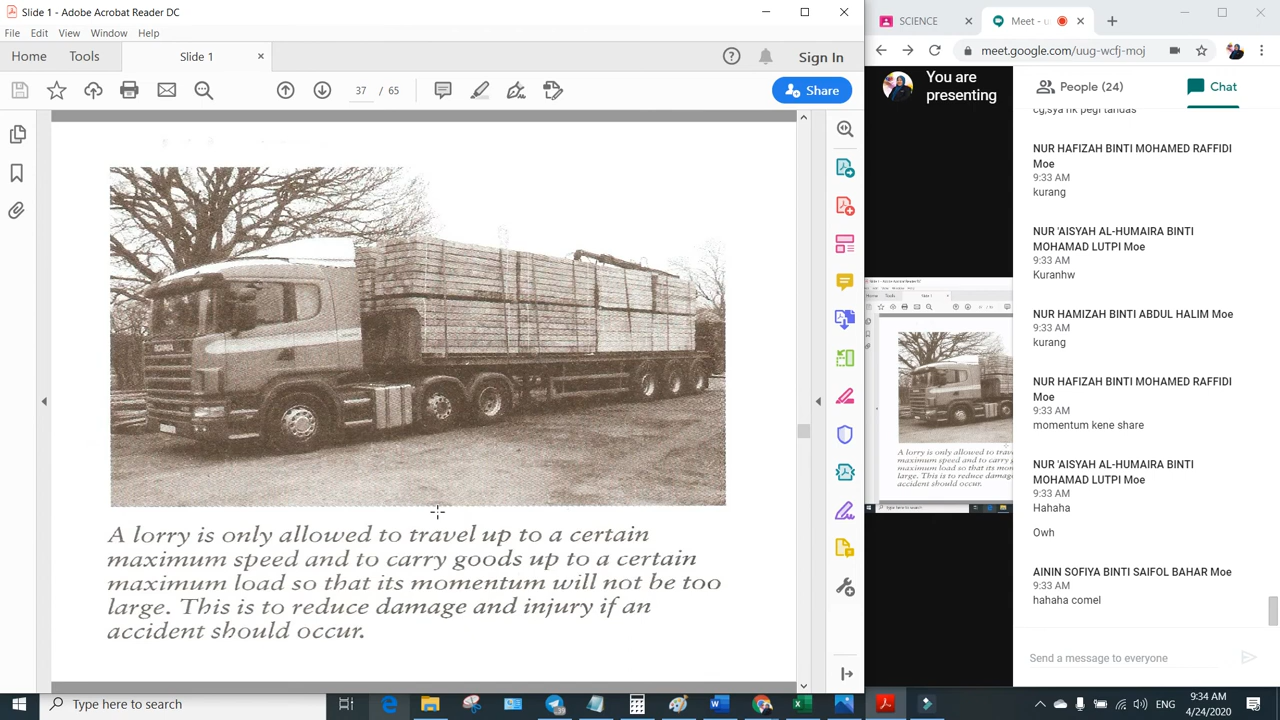 Slide 1 - Adobe Acrobat Reader DC
File Edit View Window Help
Home Tools Slide 1 × Sign In
37 / 65 Share
A lorry is only allowed to travel up to a certain
maximum speed and to carry goods up to a certain
maximum load so that its momentum will not be too
large. This is to reduce damage and injury if an
accident should occur.
Type here to search
SCIENCE
Meet - u
meet.google.com/uug-wcfj-moj
You are
presenting
People (24) Chat
cg,sya nk pegi tandas
NUR HAFIZAH BINTI MOHAMED RAFFIDI
Moe
9:33 AM
kurang
NUR 'AISYAH AL-HUMAIRA BINTI
MOHAMAD LUTPI Moe
9:33 AM
Kuranhw
NUR HAMIZAH BINTI ABDUL HALIM Moe
9:33 AM
kurang
NUR HAFIZAH BINTI MOHAMED RAFFIDI
Moe
9:33 AM
momentum kene share
NUR 'AISYAH AL-HUMAIRA BINTI
MOHAMAD LUTPI Moe
9:33 AM
Hahaha
Owh
AININ SOFIYA BINTI SAIFOL BAHAR Moe
9:33 AM
hahaha comel
Send a message to everyone
ENG
9:34 AM
4/24/2020